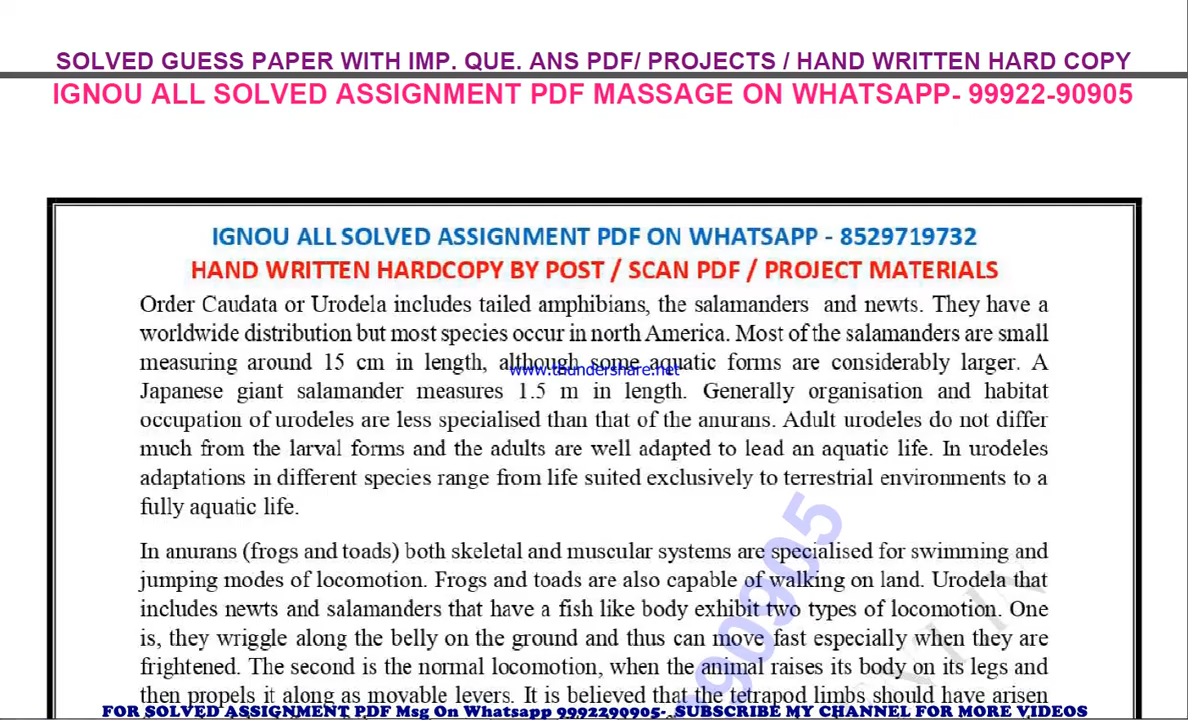 SOLVED GUESS PAPER WITH IMP. QUE. ANS PDF/ PROJECTS / HAND WRITTEN HARD COPY
IGNOU ALL SOLVED ASSIGNMENT PDF MASSAGE ON WHATSAPP- 99922-90905
IGNOU ALL SOLVED ASSIGNMENT PDF ON WHATSAPP - 8529719732
HAND WRITTEN HARDCOPY BY POST / SCAN PDF / PROJECT MATERIALS
Order Caudata or Urodela includes tailed amphibians, the salamanders and newts. They have a
worldwide distribution but most species occur in north America. Most of the salamanders are small
measuring around 15 cm in length, although some aquatic forms are considerably larger. A
www.thundershare.net
Japanese giant salamander measures 1.5 m in length. Generally organisation and habitat
occupation of urodeles are less specialised than that of the anurans. Adult urodeles do not differ
much from the larval forms and the adults are well adapted to lead an aquatic life. In urodeles
adaptations in different species range from life suited exclusively to terrestrial environments to a
fully aquatic life.
In anurans (frogs and toads) both skeletal and muscular systems are specialised for swimming and
jumping modes of locomotion. Frogs and toads are also capable of walking on land. Urodela that
includes newts and salamanders that have a fish like body exhibit two types of locomotion. One
is, they wriggle along the belly on the ground and thus can move fast especially when they are
frightened. The second is the normal locomotion, when the animal raises its body on its legs and
then propels it along as movable levers. It is believed that the tetrapod limbs should have arisen
FOR SOLVED ASSIGNMENT PDF Msg On Whatsapp 9992290905- SUBSCRIBE MY CHANNEL FOR MORE VIDEOS
90905